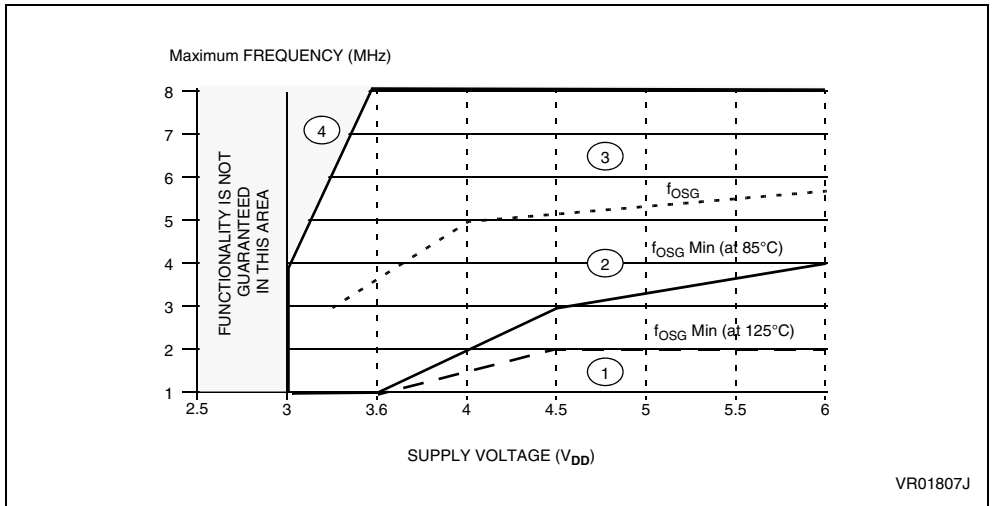 Maximum FREQUENCY (MHz)
8
7
6
5
4
3
2
1
FUNCTIONALITY IS NOT
GUARANTEED
IN THIS AREA
4
3
fOSG
fOSG Min (at 85°C)
2
fOSG Min (at 125°C)
1
2.5 3 3.6 4 4.5 5 5.5 6
SUPPLY VOLTAGE (VDD)
VR01807J